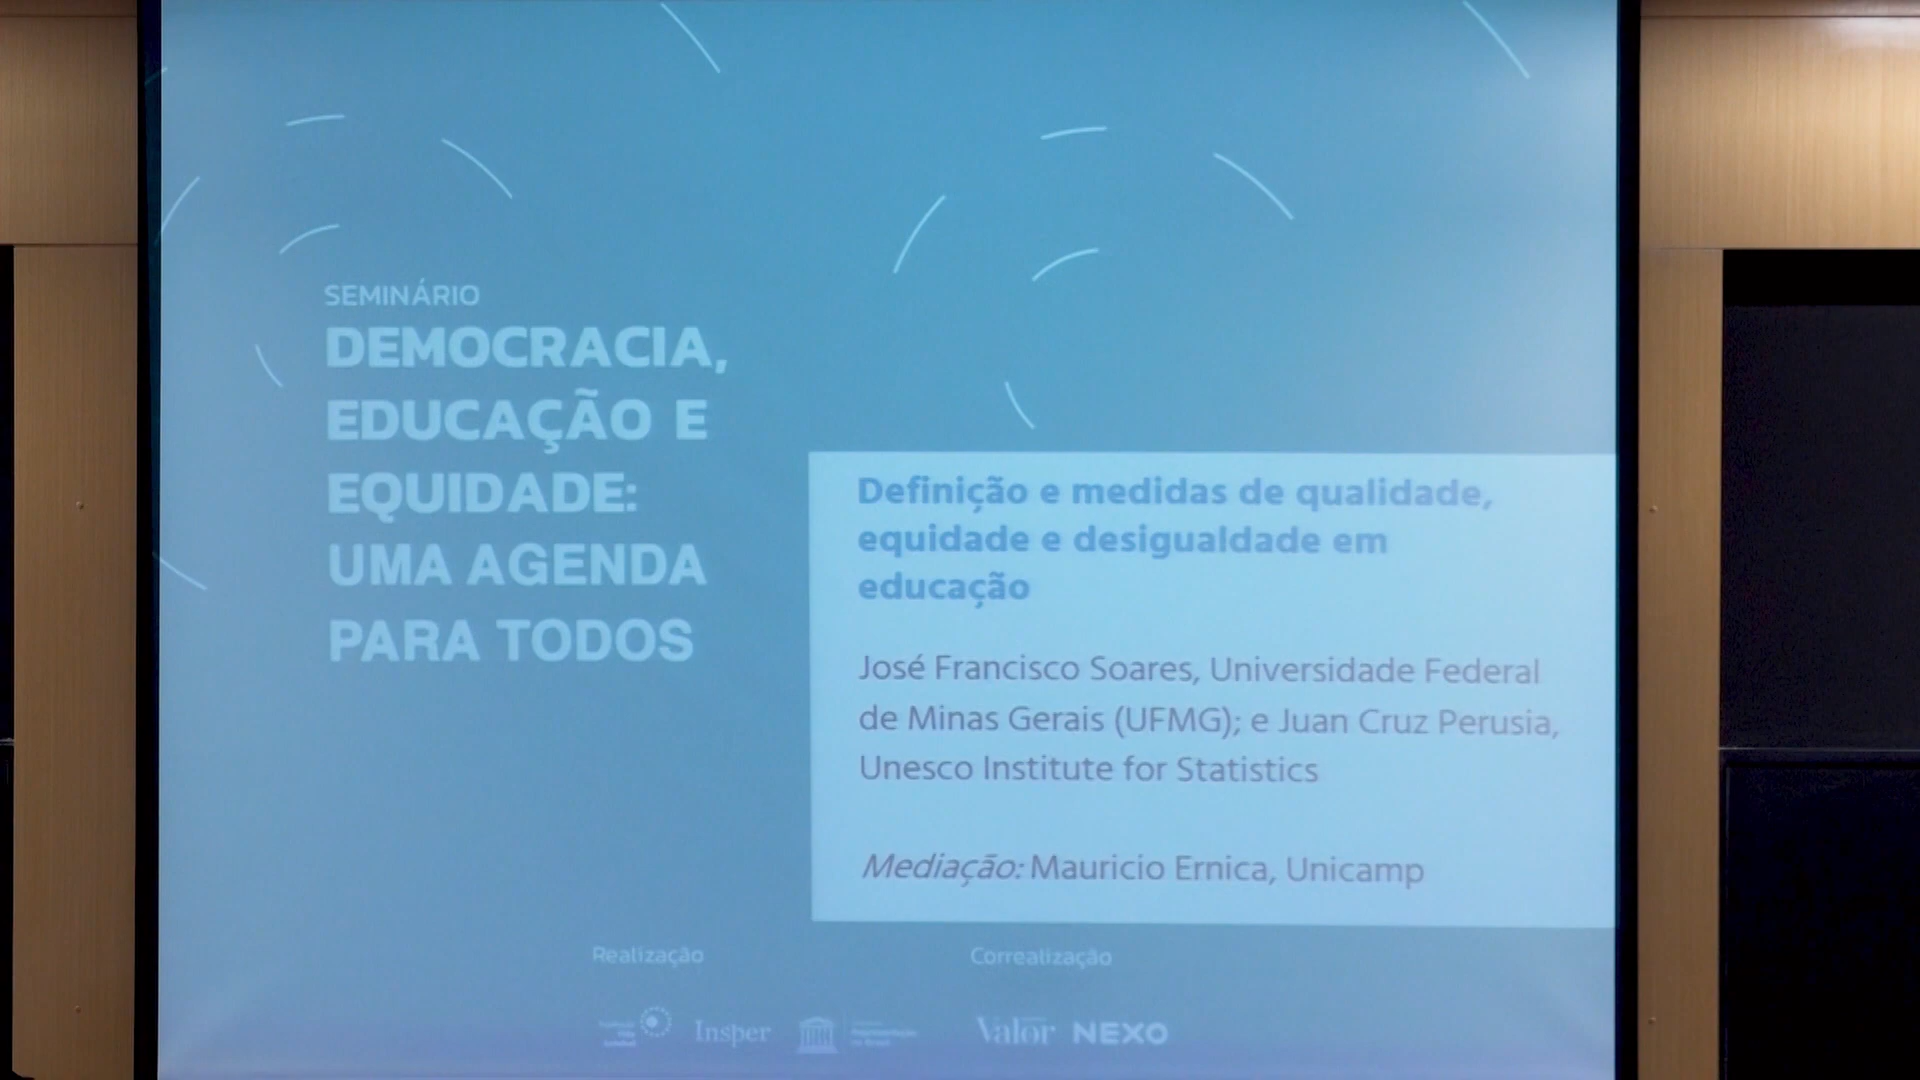 SEMINÁRIO
DEMOCRACIA,
EDUCAÇÃO E
EQUIDADE:
UMA AGENDA
PARA TODOS
Definição e medidas de qualidade,
equidade e desigualdade em
educação
José Francisco Soares, Universidade Federal
de Minas Gerais (UFMG); e Juan Cruz Perusia,
Unesco Institute for Statistics
Mediação: Mauricio Ernica, Unicamp
Realização
Correalização
Insper
Valor NEXO